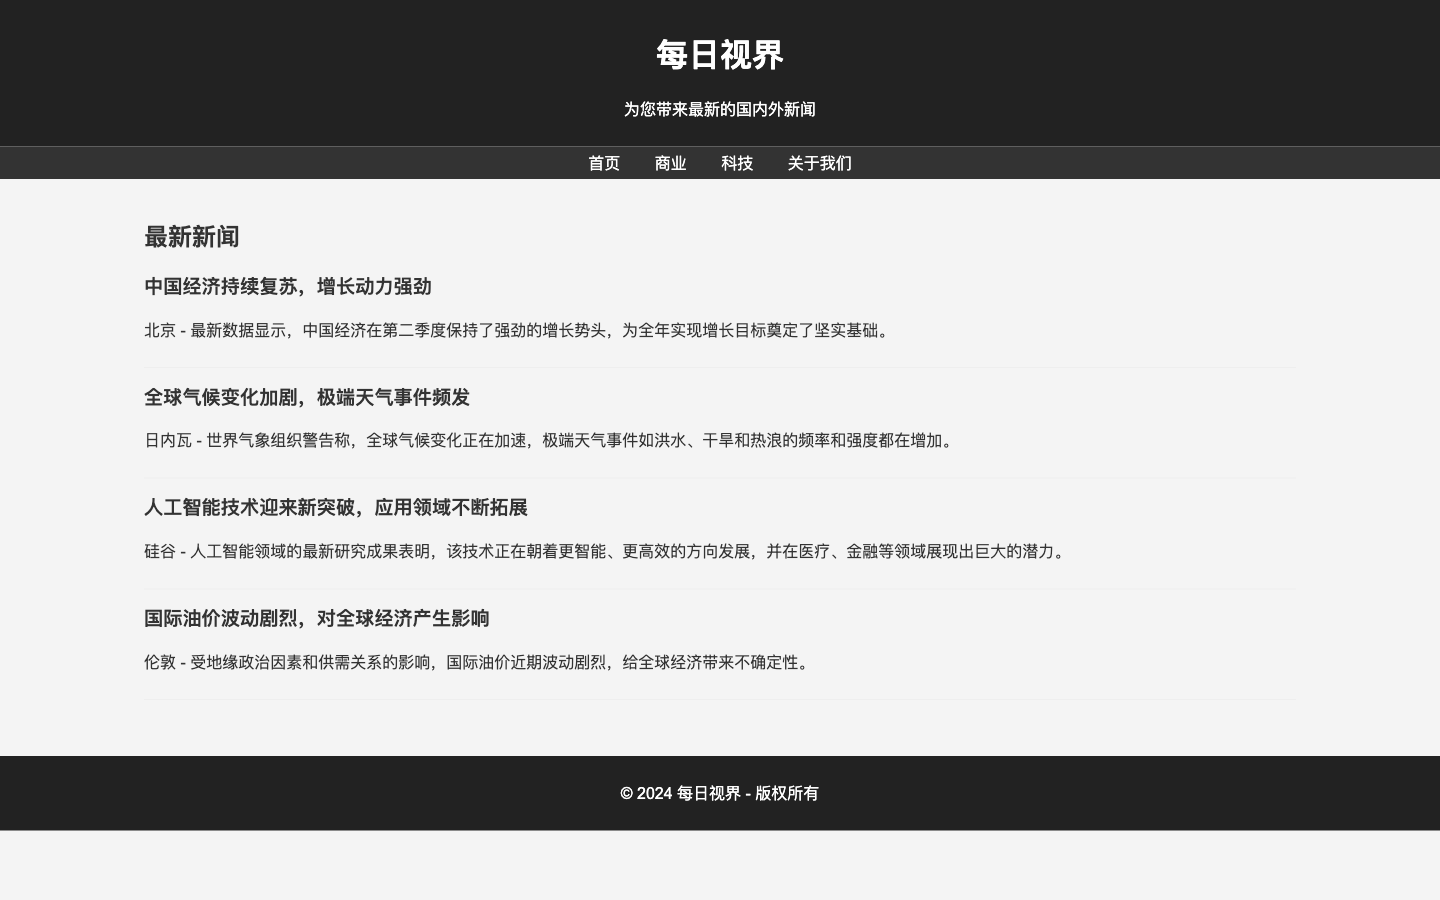 每日视界
为您带来最新的国内外新闻
首页 商业 科技 关于我们
最新新闻
中国经济持续复苏，增长动力强劲
北京 - 最新数据显示，中国经济在第二季度保持了强劲的增长势头，为全年实现增长目标奠定了坚实基础。
全球气候变化加剧，极端天气事件频发
日内瓦 - 世界气象组织警告称，全球气候变化正在加速，极端天气事件如洪水、干旱和热浪的频率和强度都在增加。
人工智能技术迎来新突破，应用领域不断拓展
硅谷 - 人工智能领域的最新研究成果表明，该技术正在朝着更智能、更高效的方向发展，并在医疗、金融等领域展现出巨大的潜力。
国际油价波动剧烈，对全球经济产生影响
伦敦 - 受地缘政治因素和供需关系的影响，国际油价近期波动剧烈，给全球经济带来不确定性。
© 2024 每日视界 - 版权所有